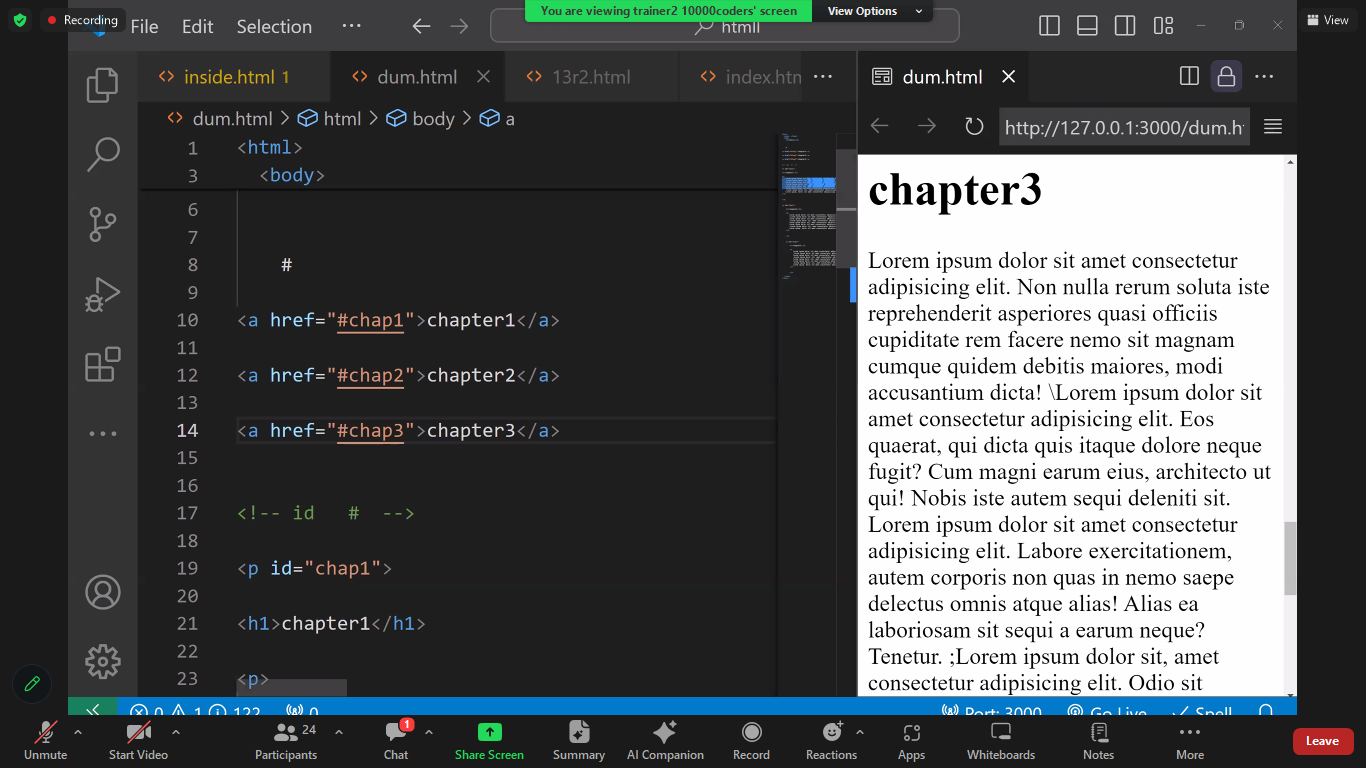 Recording
You are viewing trainer2 10000coders' screen
View Options
View
File Edit Selection ···
htmll
inside.html 1
dum.html
13r2.html
index.htm
···
dum.html
···
dum.html > html > body > a
http://127.0.0.1:3000/dum.h
1 <html>
3 <body>
6
7
8 #
9
10 <a href="#chap1">chapter1</a>
11
12 <a href="#chap2">chapter2</a>
13
14 <a href="#chap3">chapter3</a>
15
16
17 <!-- id # -->
18
19 <p id="chap1">
20
21 <h1>chapter1</h1>
22
23 <p>
chapter3
Lorem ipsum dolor sit amet consectetur
adipisicing elit. Non nulla rerum soluta iste
reprehenderit asperiores quasi officiis
cupiditate rem facere nemo sit magnam
cumque quidem debitis maiores, modi
accusantium dicta! \Lorem ipsum dolor sit
amet consectetur adipisicing elit. Eos
quaerat, qui dicta quis itaque dolore neque
fugit? Cum magni earum eius, architecto ut
qui! Nobis iste autem sequi deleniti sit.
Lorem ipsum dolor sit amet consectetur
adipisicing elit. Labore exercitationem,
autem corporis non quas in nemo saepe
delectus omnis atque alias! Alias ea
laboriosam sit sequi a earum neque?
Tenetur. ;Lorem ipsum dolor sit, amet
consectetur adipisicing elit. Odio sit
0 1 122 0 Port: 3000 Go Live Spell
Unmute
Start Video
24
Participants
1
Chat
Share Screen
Summary
AI Companion
Record
Reactions
Apps
Whiteboards
Notes
More
Leave